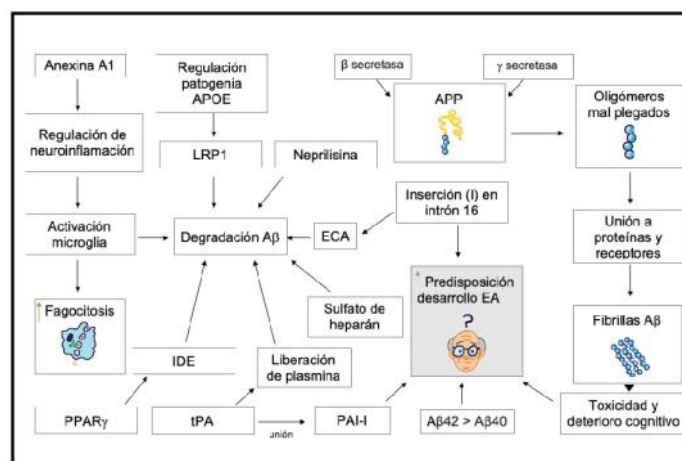 Anexina A1
Regulación
patogenia
APOE
β secretasa
γ secretasa
APP
Oligómeros
mal plegados
Regulación de
neuroinflamación
LRP1
Neprilisina
Inserción (I) en
intrón 16
Activación
microglia
Degradación Aβ
ECA
Unión a
proteínas y
receptores
Predisposición
desarrollo EA
?
Fagocitosis
Sulfato de
heparán
Fibrillas Aβ
IDE
Liberación
de plasmina
PPARγ
tPA
unión
PAI-I
Aβ42 > Aβ40
Toxicidad y
deterioro cognitivo